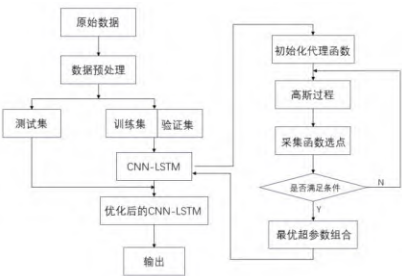 原始数据
数据预处理
测试集
训练集
验证集
CNN-LSTM
优化后的CNN-LSTM
输出
初始化代理函数
高斯过程
采集函数选点
是否满足条件
N
Y
最优超参数组合